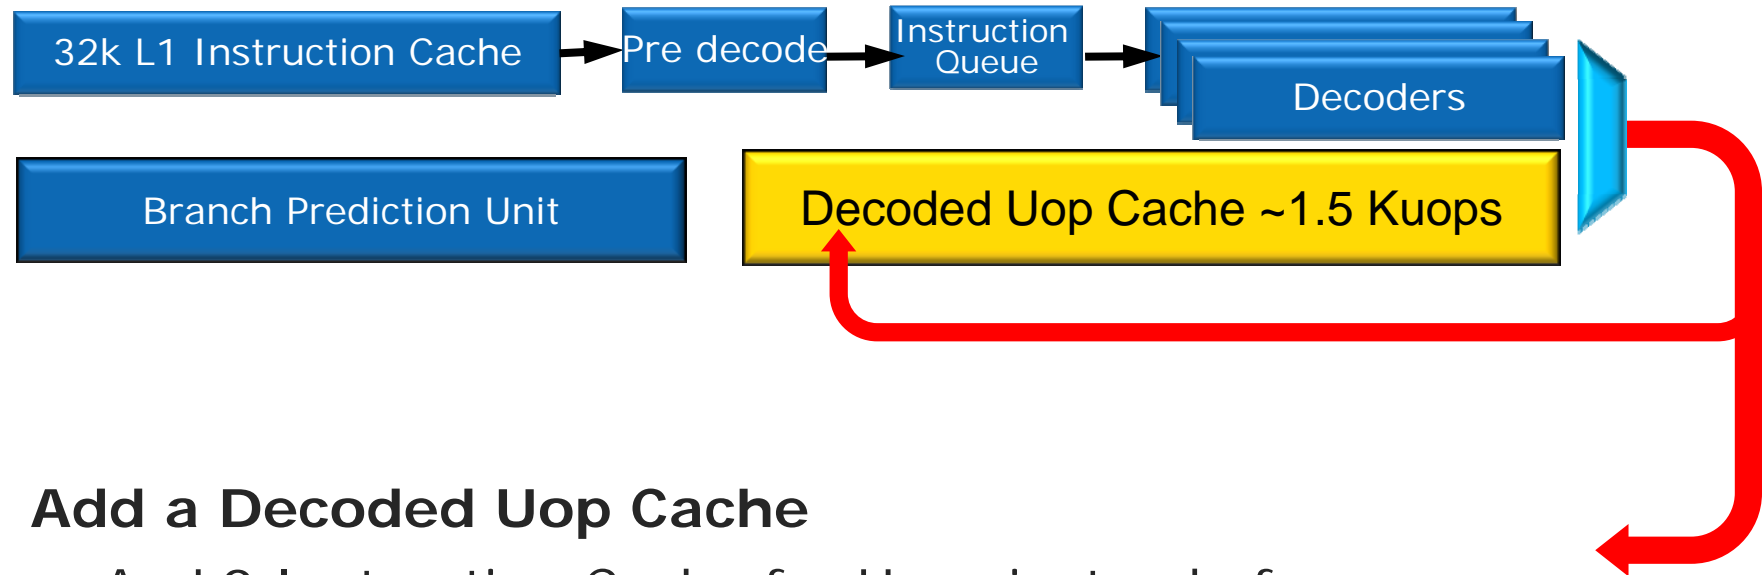 32k L1 Instruction Cache
Pre decode
Instruction
Queue
Decoders
Branch Prediction Unit
Decoded Uop Cache ~1.5 Kuops
Add a Decoded Uop Cache